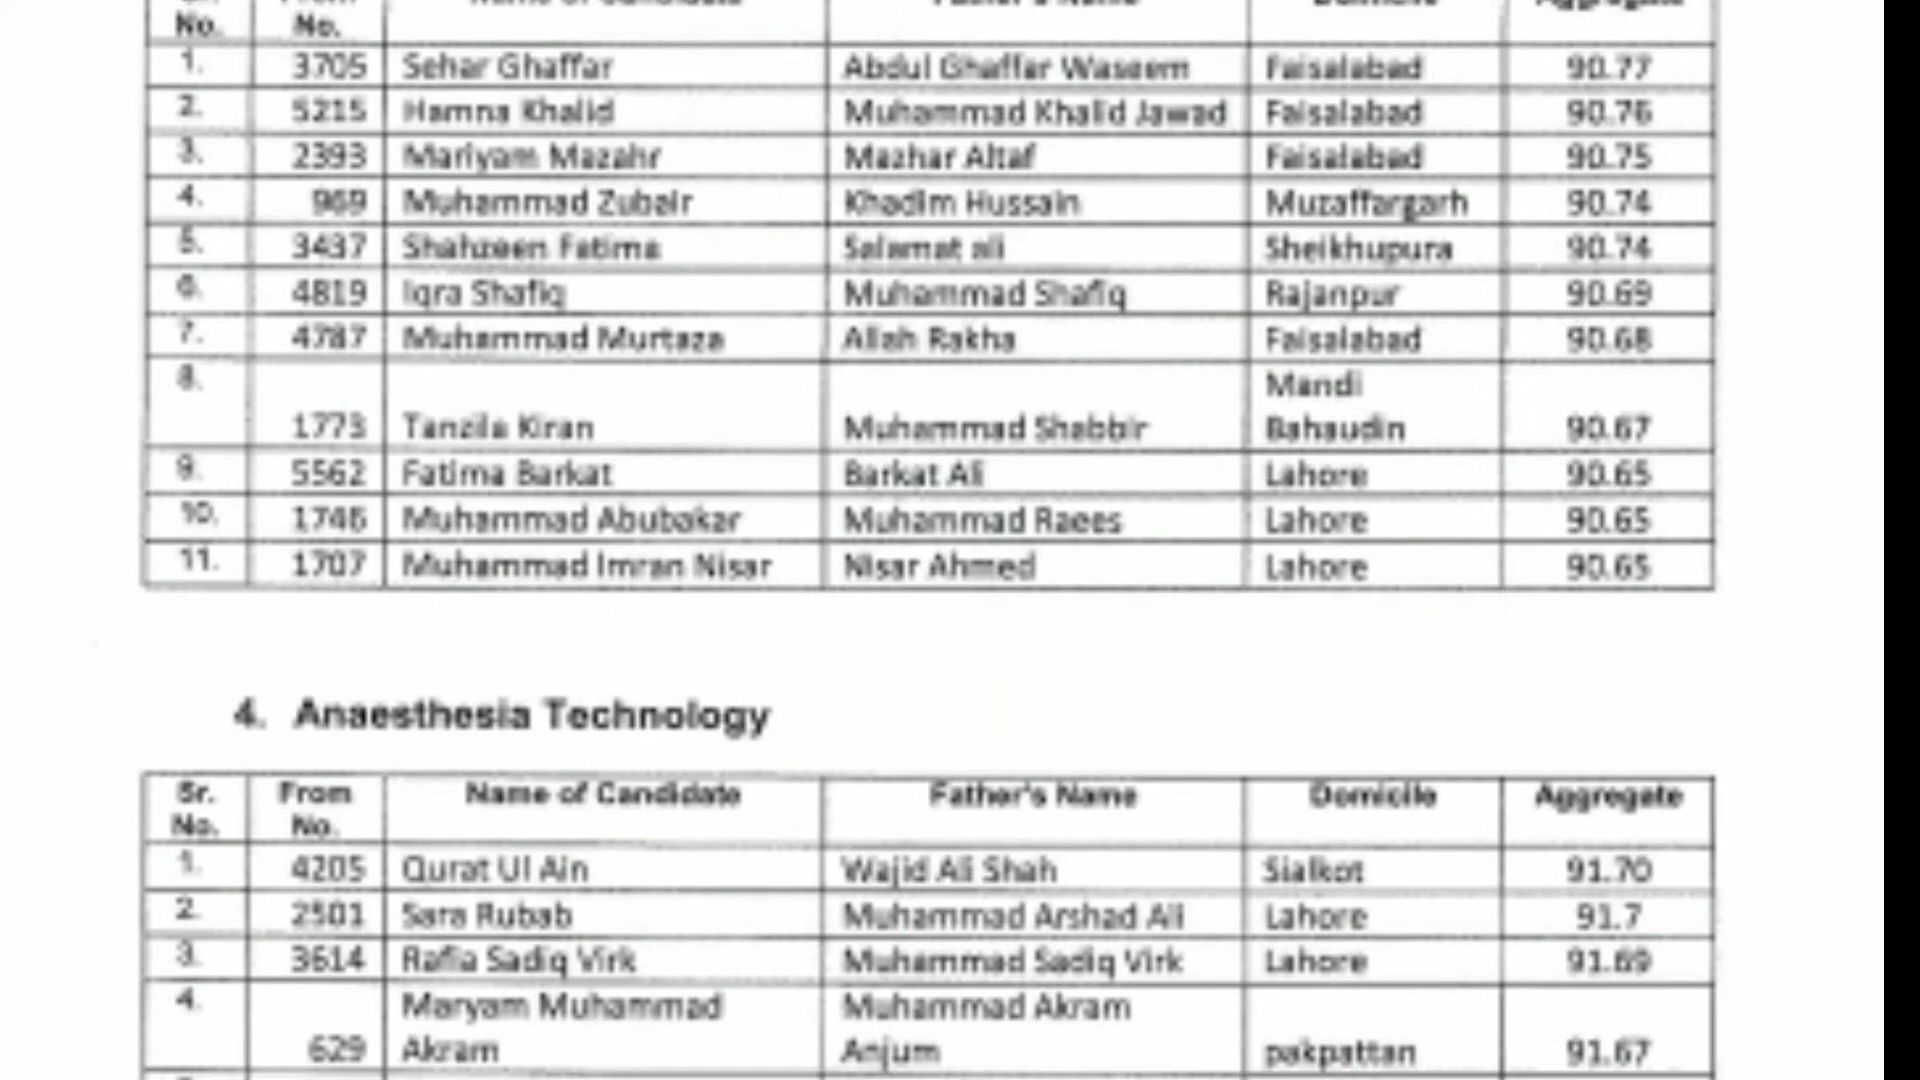 No. No.
1. 3705 Sehar Ghaffar Abdul Ghaffar Waseem Faisalabad 90.77
2. 5215 Hamna Khalid Muhammad Khalid Jawad Faisalabad 90.76
3. 2393 Mariyam Mazahr Mazhar Altaf Faisalabad 90.75
4. 969 Muhammad Zubair Khadim Hussain Muzaffargarh 90.74
5. 3437 Shahzeen Fatima Salamat ali Sheikhupura 90.74
6. 4819 Iqra Shafiq Muhammad Shafiq Rajanpur 90.69
7. 4787 Muhammad Murtaza Allah Rakha Faisalabad 90.68
8. Mandi
1773 Tanzila Kiran Muhammad Shabbir Bahaudin 90.67
9. 5562 Fatima Barkat Barkat Ali Lahore 90.65
10. 1746 Muhammad Abubakar Muhammad Raees Lahore 90.65
11. 1707 Muhammad Imran Nisar Nisar Ahmed Lahore 90.65
4. Anaesthesia Technology
Sr. From Name of Candidate Father's Name Domicile Aggregate
No. No.
1. 4205 Qurat Ul Ain Wajid Ali Shah Sialkot 91.70
2. 2501 Sara Rubab Muhammad Arshad Ali Lahore 91.7
3. 3614 Rafia Sadiq Virk Muhammad Sadiq Virk Lahore 91.69
4. Maryam Muhammad Muhammad Akram
629 Akram Anjum pakpattan 91.67